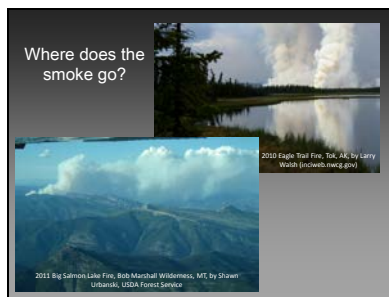 Where does the
smoke go?
2010 Eagle Trail Fire, Tok, AK, by Larry
Walsh (inciweb.nwcg.gov)
2011 Big Salmon Lake Fire, Bob Marshall Wilderness, MT, by Shawn
Urbanski, USDA Forest Service